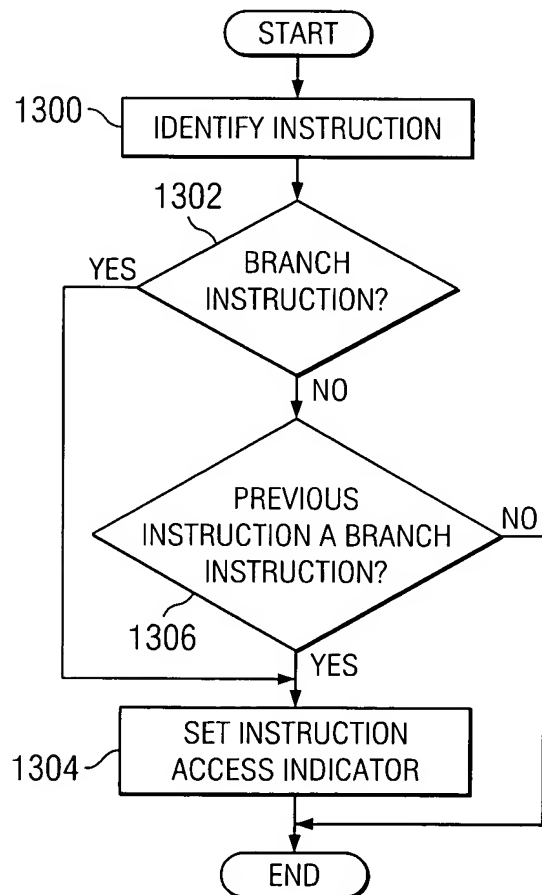 START
1300
IDENTIFY INSTRUCTION
1302
YES
BRANCH
INSTRUCTION?
NO
PREVIOUS
INSTRUCTION A BRANCH
INSTRUCTION?
NO
1306
YES
SET INSTRUCTION
ACCESS INDICATOR
1304
END